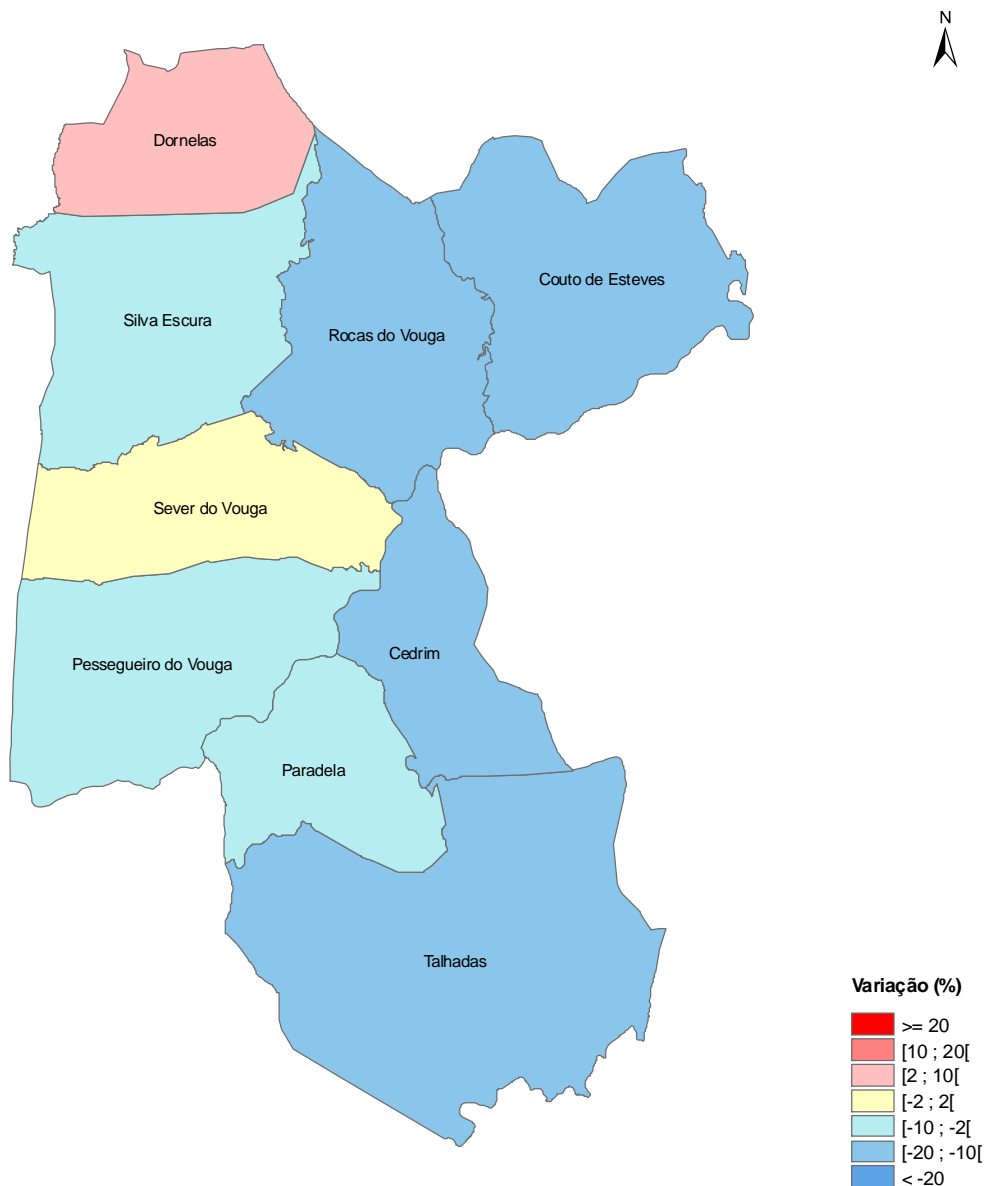 N
Dornelas
Couto de Esteves
Silva Escura
Rocas do Vouga
Sever do Vouga
Cedrim
Pessegueiro do Vouga
Paradela
Talhadas
Variação (%)
>= 20
[10 ; 20[
[2 ; 10[
[-2 ; 2[
[-10 ; -2[
[-20 ; -10[
< -20